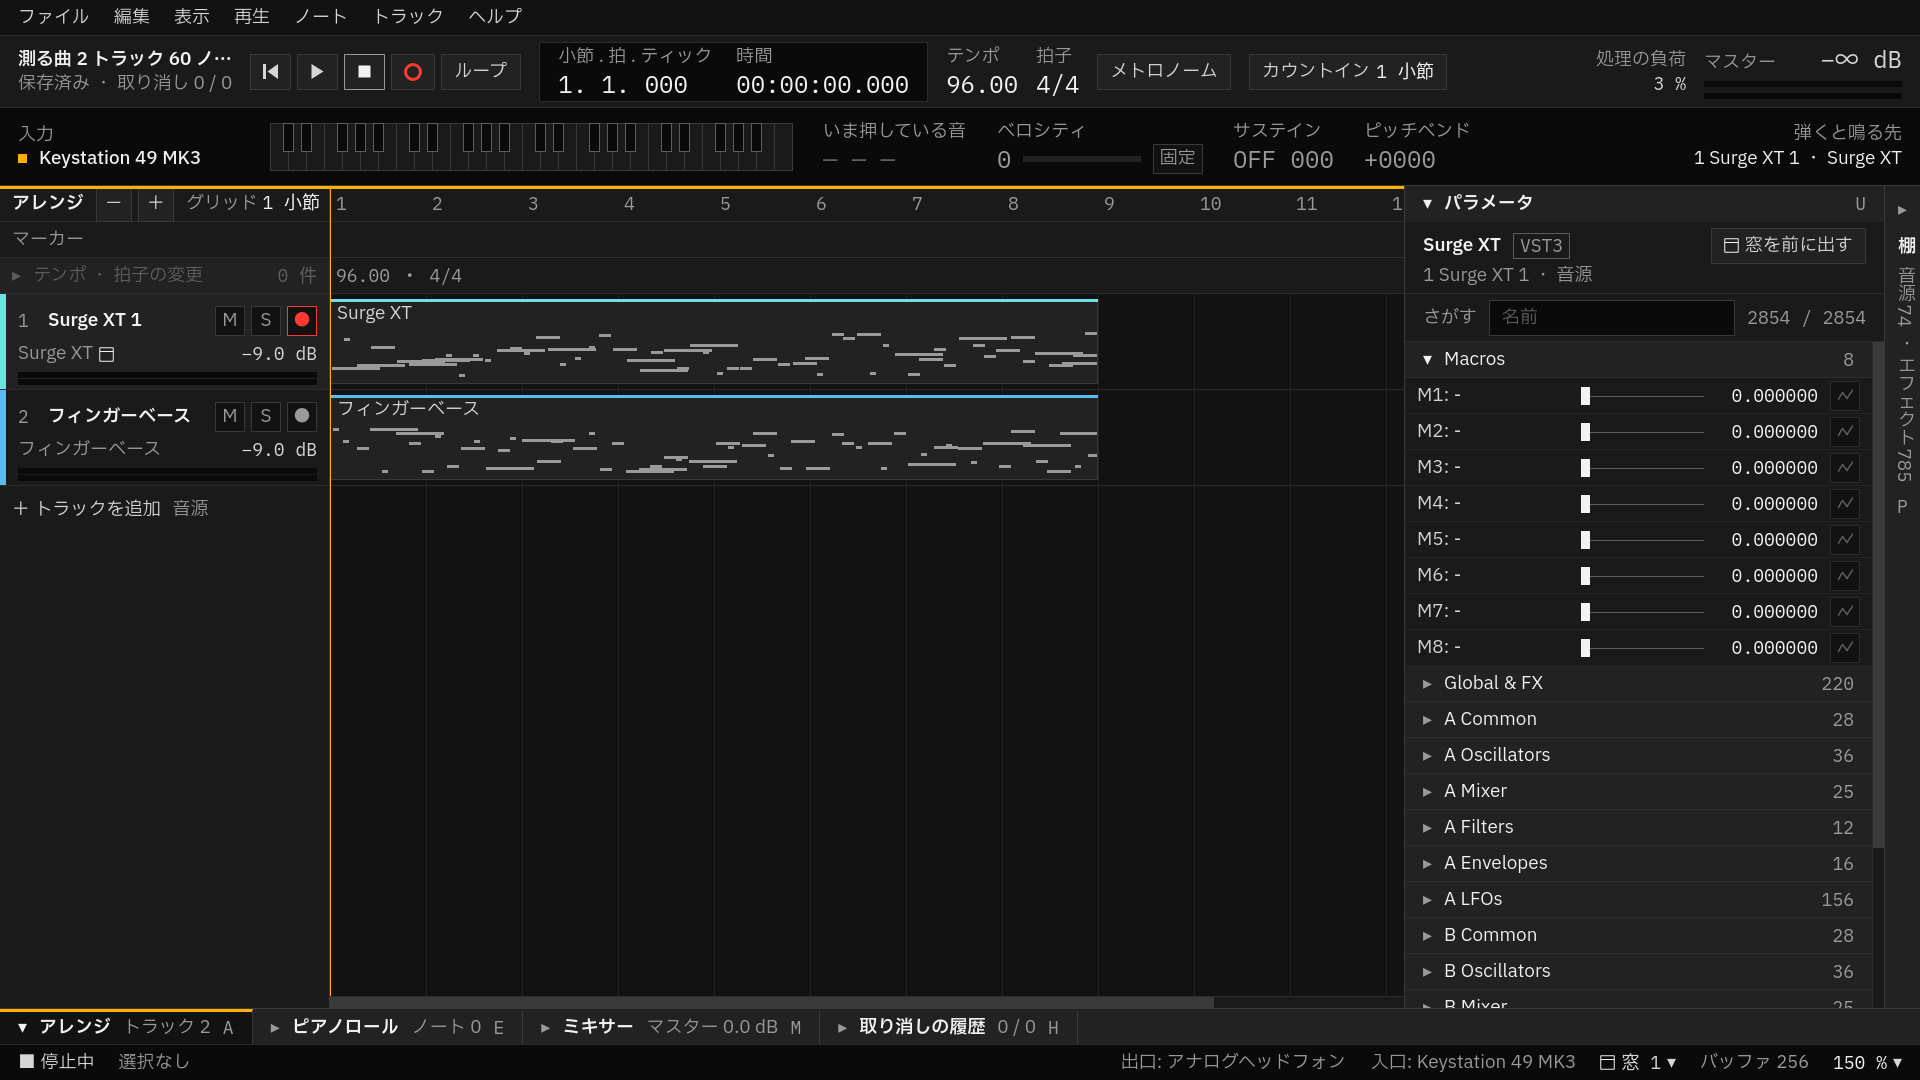 ファイル 編集 表示 再生 ノート トラック ヘルプ
測る曲 2 トラック 60 ノ…
保存済み ・ 取り消し 0 / 0
ループ
小節 . 拍 . ティック 時間
1. 1. 000 00:00:00.000
テンポ 拍子
96.00 4/4
メトロノーム
カウントイン 1 小節
処理の負荷
3 %
マスター −∞ dB
入力
Keystation 49 MK3
いま押している音
— — —
ベロシティ
0 固定
サステイン
OFF 000
ピッチベンド
+0000
弾くと鳴る先
1 Surge XT 1 ・ Surge XT
アレンジ − + グリッド 1 小節
1 2 3 4 5 6 7 8 9 10 11 1
マーカー
▸ テンポ ・ 拍子の変更 0 件
96.00 ・ 4/4
1 Surge XT 1 M S
Surge XT −9.0 dB
Surge XT
2 フィンガーベース M S
フィンガーベース −9.0 dB
フィンガーベース
+ トラックを追加 音源
▾ パラメータ U
Surge XT VST3
1 Surge XT 1 ・ 音源
窓を前に出す
さがす 名前 2854 / 2854
▾ Macros 8
M1: - 0.000000
M2: - 0.000000
M3: - 0.000000
M4: - 0.000000
M5: - 0.000000
M6: - 0.000000
M7: - 0.000000
M8: - 0.000000
▸ Global & FX 220
▸ A Common 28
▸ A Oscillators 36
▸ A Mixer 25
▸ A Filters 12
▸ A Envelopes 16
▸ A LFOs 156
▸ B Common 28
▸ B Oscillators 36
▸ B Mixer 25
▸ 棚 音源 74 ・ エフェクト 785 P
▾ アレンジ トラック 2 A
▸ ピアノロール ノート 0 E
▸ ミキサー マスター 0.0 dB M
▸ 取り消しの履歴 0 / 0 H
停止中 選択なし
出口: アナログヘッドフォン 入口: Keystation 49 MK3 窓 1 ▾ バッファ 256 150 % ▾